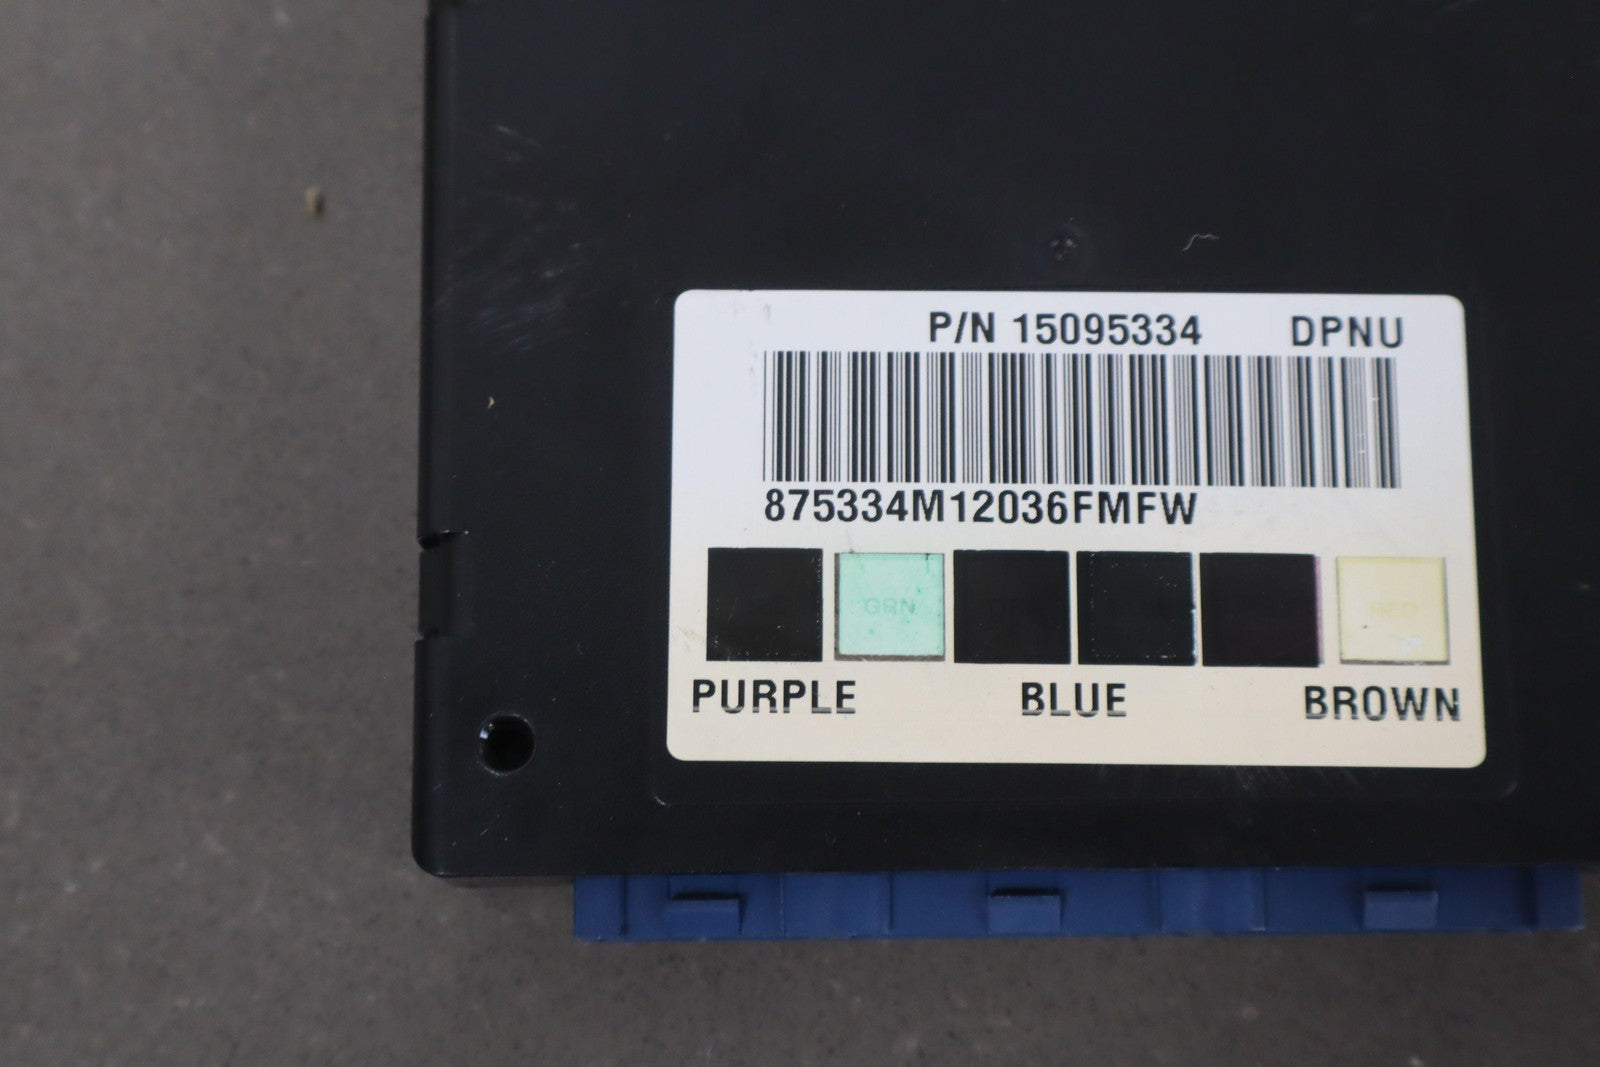 P/N 15095334 DPNU
875334M12036FMFW
GRN RED
PURPLE BLUE BROWN